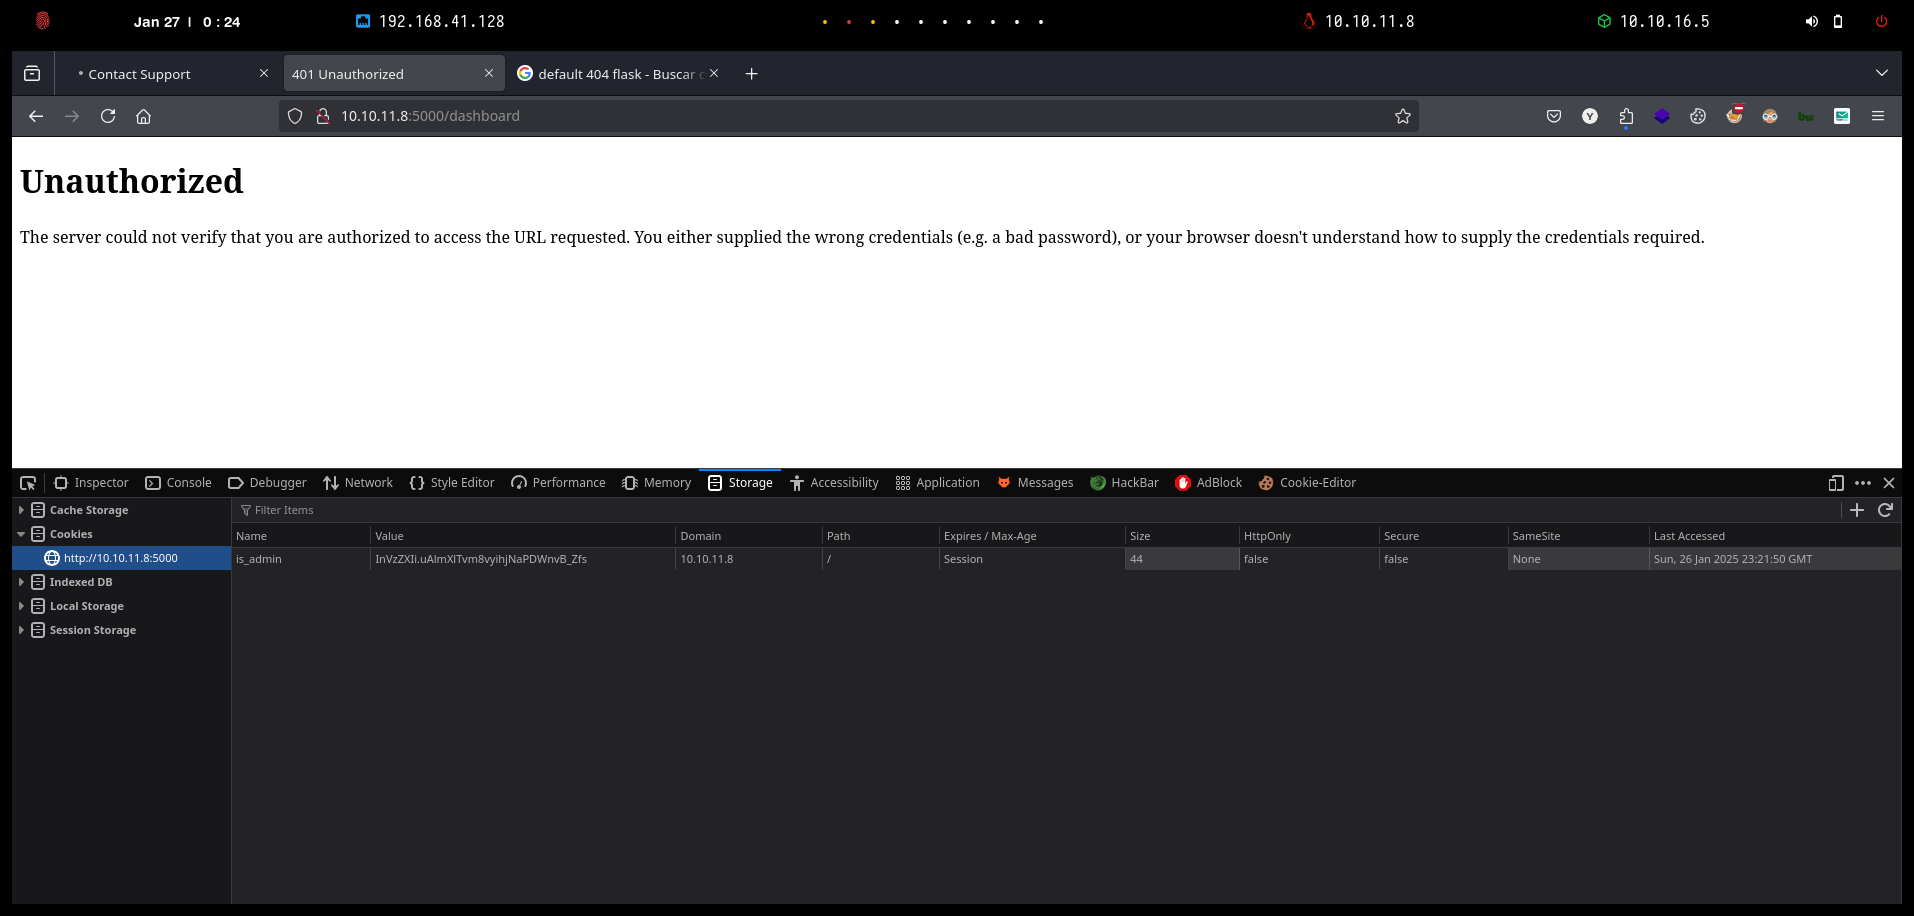 Jan 27 | 0 : 24 192.168.41.128 10.10.11.8 10.10.16.5
Contact Support 401 Unauthorized default 404 flask - Buscar
10.10.11.8:5000/dashboard
Unauthorized
The server could not verify that you are authorized to access the URL requested. You either supplied the wrong credentials (e.g. a bad password), or your browser doesn't understand how to supply the credentials required.
Inspector Console Debugger Network Style Editor Performance Memory Storage Accessibility Application Messages HackBar AdBlock Cookie-Editor
Cache Storage Filter Items
Cookies Name Value Domain Path Expires / Max-Age Size HttpOnly Secure SameSite Last Accessed
http://10.10.11.8:5000 is_admin InVzZXIi.uAlmXlTvm8vyihjNaPDWnvB_Zfs 10.10.11.8 / Session 44 false false None Sun, 26 Jan 2025 23:21:50 GMT
Indexed DB
Local Storage
Session Storage